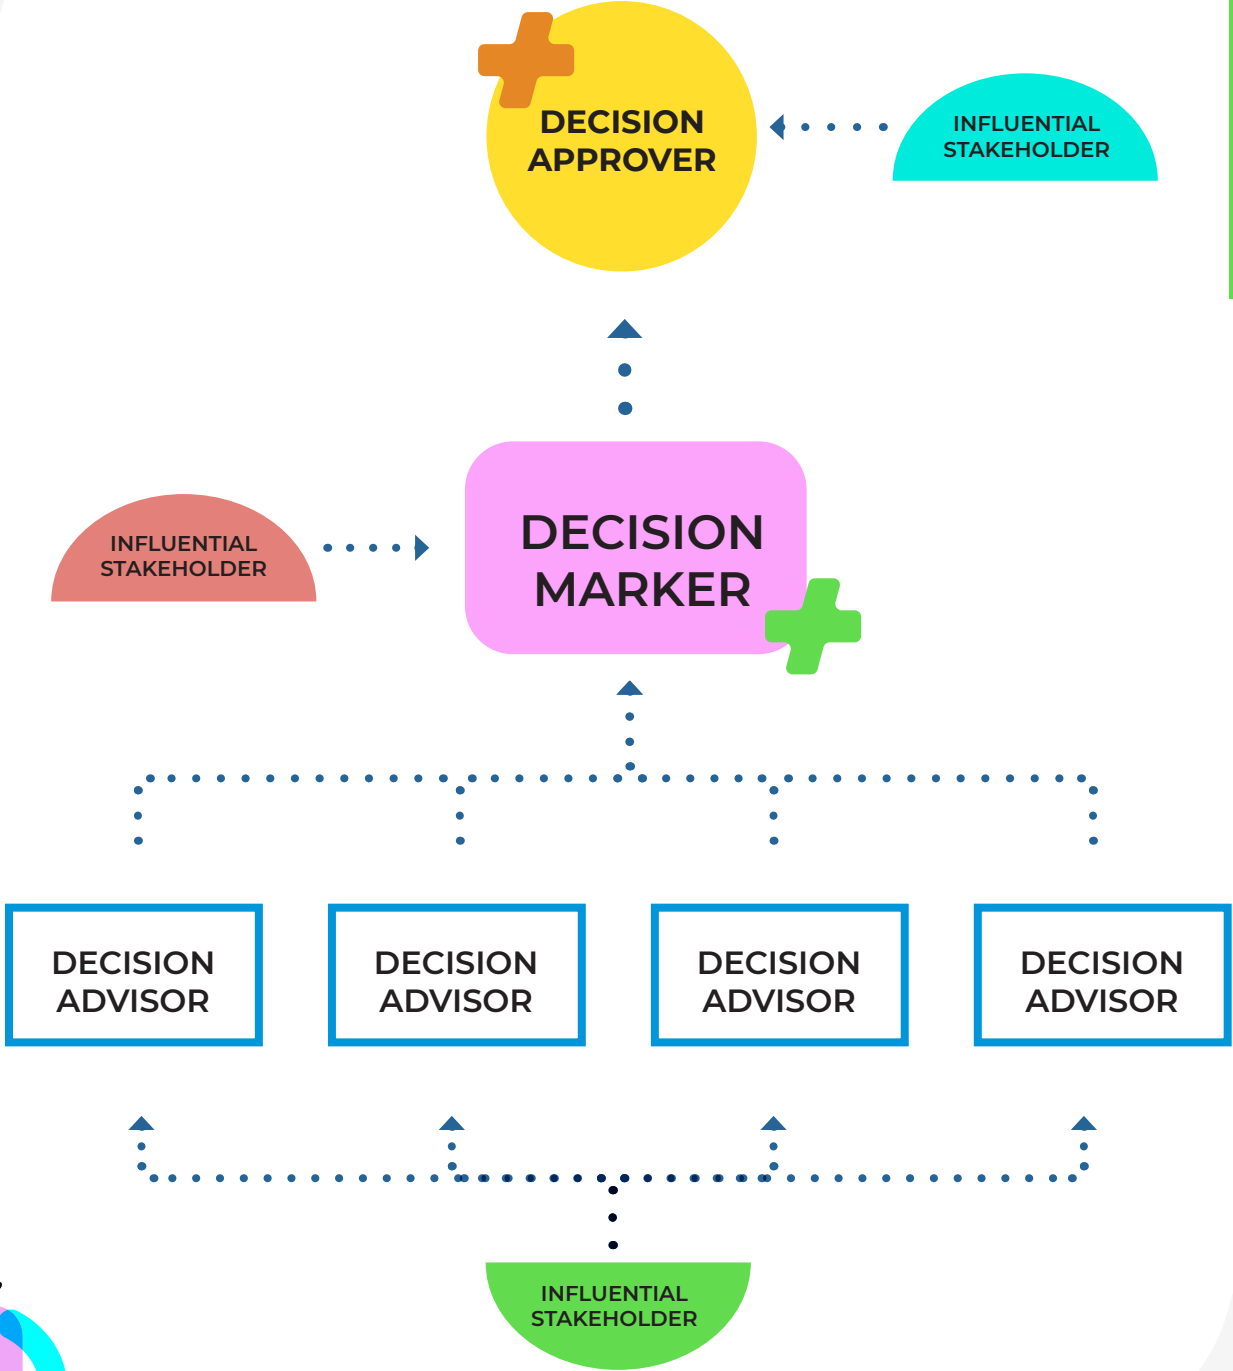 DECISION
APPROVER
INFLUENTIAL
STAKEHOLDER
INFLUENTIAL
STAKEHOLDER
DECISION
MARKER
DECISION
ADVISOR
DECISION
ADVISOR
DECISION
ADVISOR
DECISION
ADVISOR
INFLUENTIAL
STAKEHOLDER